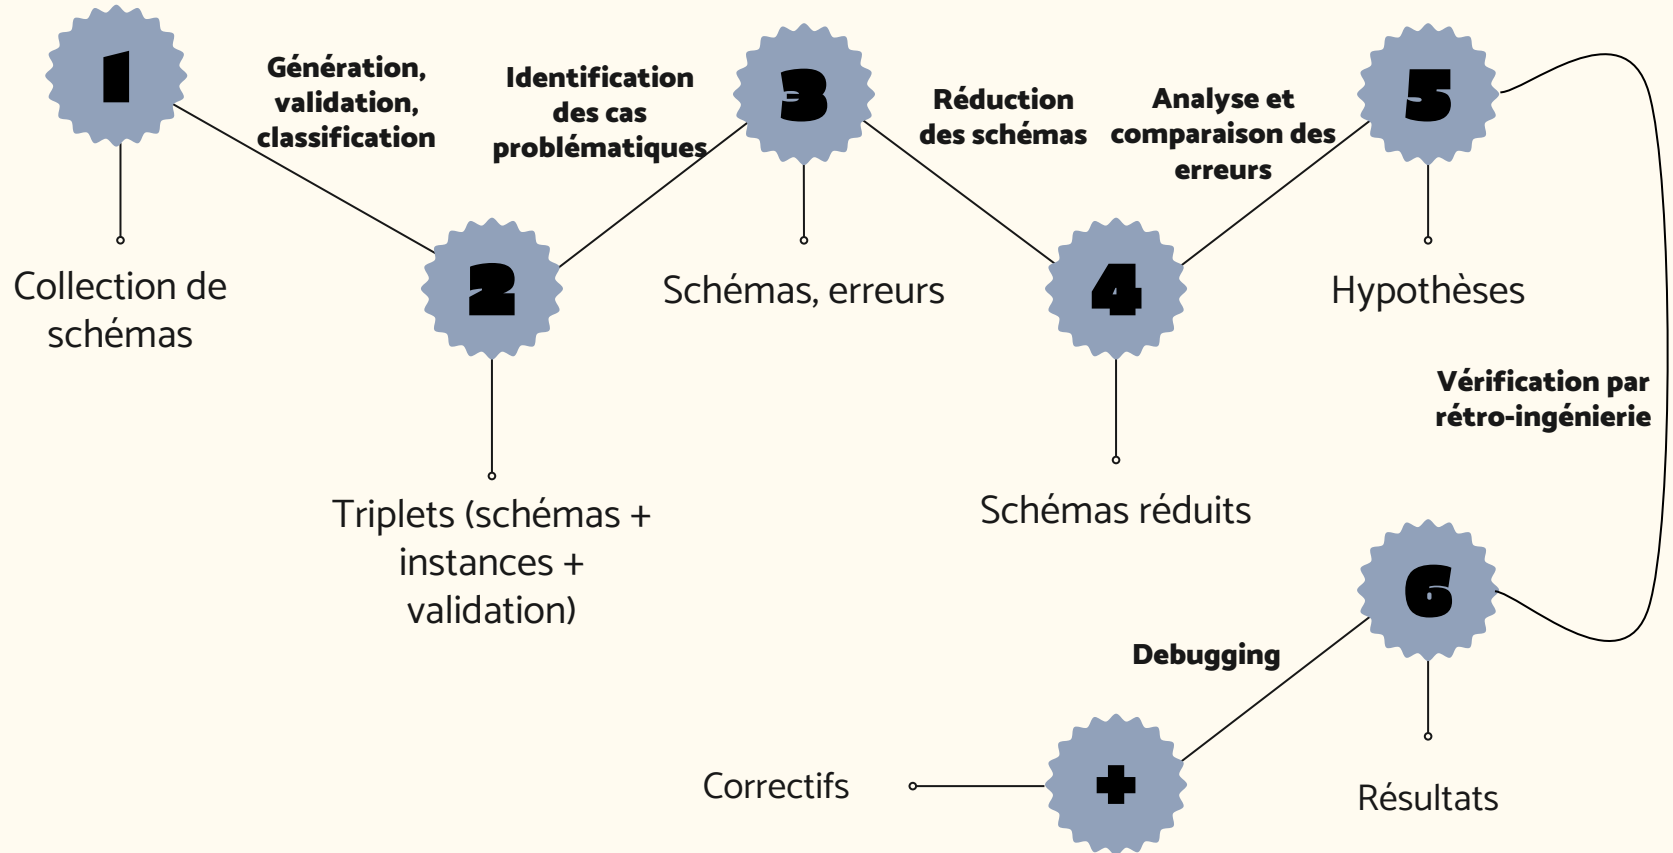 1
Génération,
validation,
classification
Collection de
schémas
2
Triplets (schémas +
instances +
validation)
Identification
des cas
problématiques
3
Schémas, erreurs
Réduction
des schémas
4
Schémas réduits
Analyse et
comparaison des
erreurs
5
Hypothèses
Vérification par
rétro-ingénierie
6
Résultats
Debugging
+
Correctifs